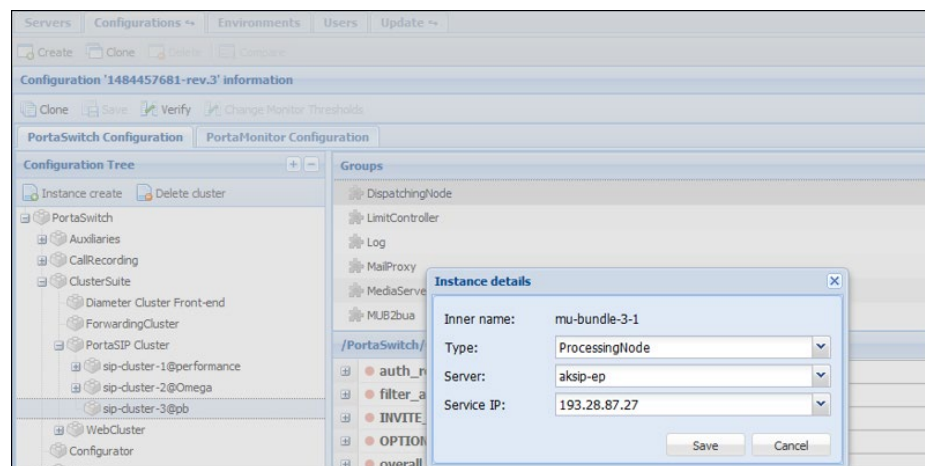 Servers Configurations Environments Users Update
Create Clone Delete Compare
Configuration '1484457681-rev.3' information
Clone Save Verify Change Monitor Thresholds
PortaSwitch Configuration PortaMonitor Configuration
Configuration Tree
Instance create Delete cluster
PortaSwitch
Auxiliaries
CallRecording
ClusterSuite
Diameter Cluster Front-end
ForwardingCluster
PortaSIP Cluster
sip-cluster-1@performance
sip-cluster-2@Omega
sip-cluster-3@pb
WebCluster
Configurator
Groups
DispatchingNode
LimitController
Log
MailProxy
MediaServe
MUB2bua
/PortaSwitch/
auth_r
filter_a
INVITE_
OPTION
overall
Instance details
Inner name: mu-bundle-3-1
Type: ProcessingNode
Server: aksip-ep
Service IP: 193.28.87.27
Save Cancel